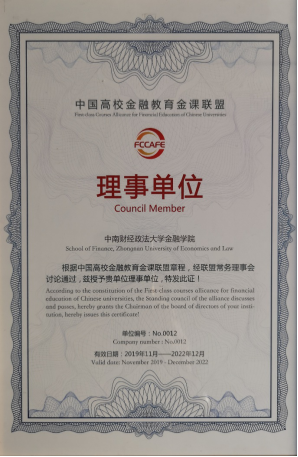 中国高校金融教育金课联盟
First-class Courses Alliance for Financial Education of Chinese Universities
FCCAFE
理事单位
Council Member
中南财经政法大学金融学院
School of Finance, Zhongnan University of Economics and Law
根据中国高校金融教育金课联盟章程，经联盟常务理事会
讨论通过，兹授予贵单位理事单位，特发此证！
According to the constitution of the First-class courses alliance for financial
education of Chinese universities, the Standing council of the alliance discusses
and passes, hereby grants the Chairman of the board of directors of your insti-
tution, hereby issues this certificate!
单位编号：No.0012
Company number : No.0012
有效日期：2019年11月——2022年12月
Valid date: November 2019 - December 2022